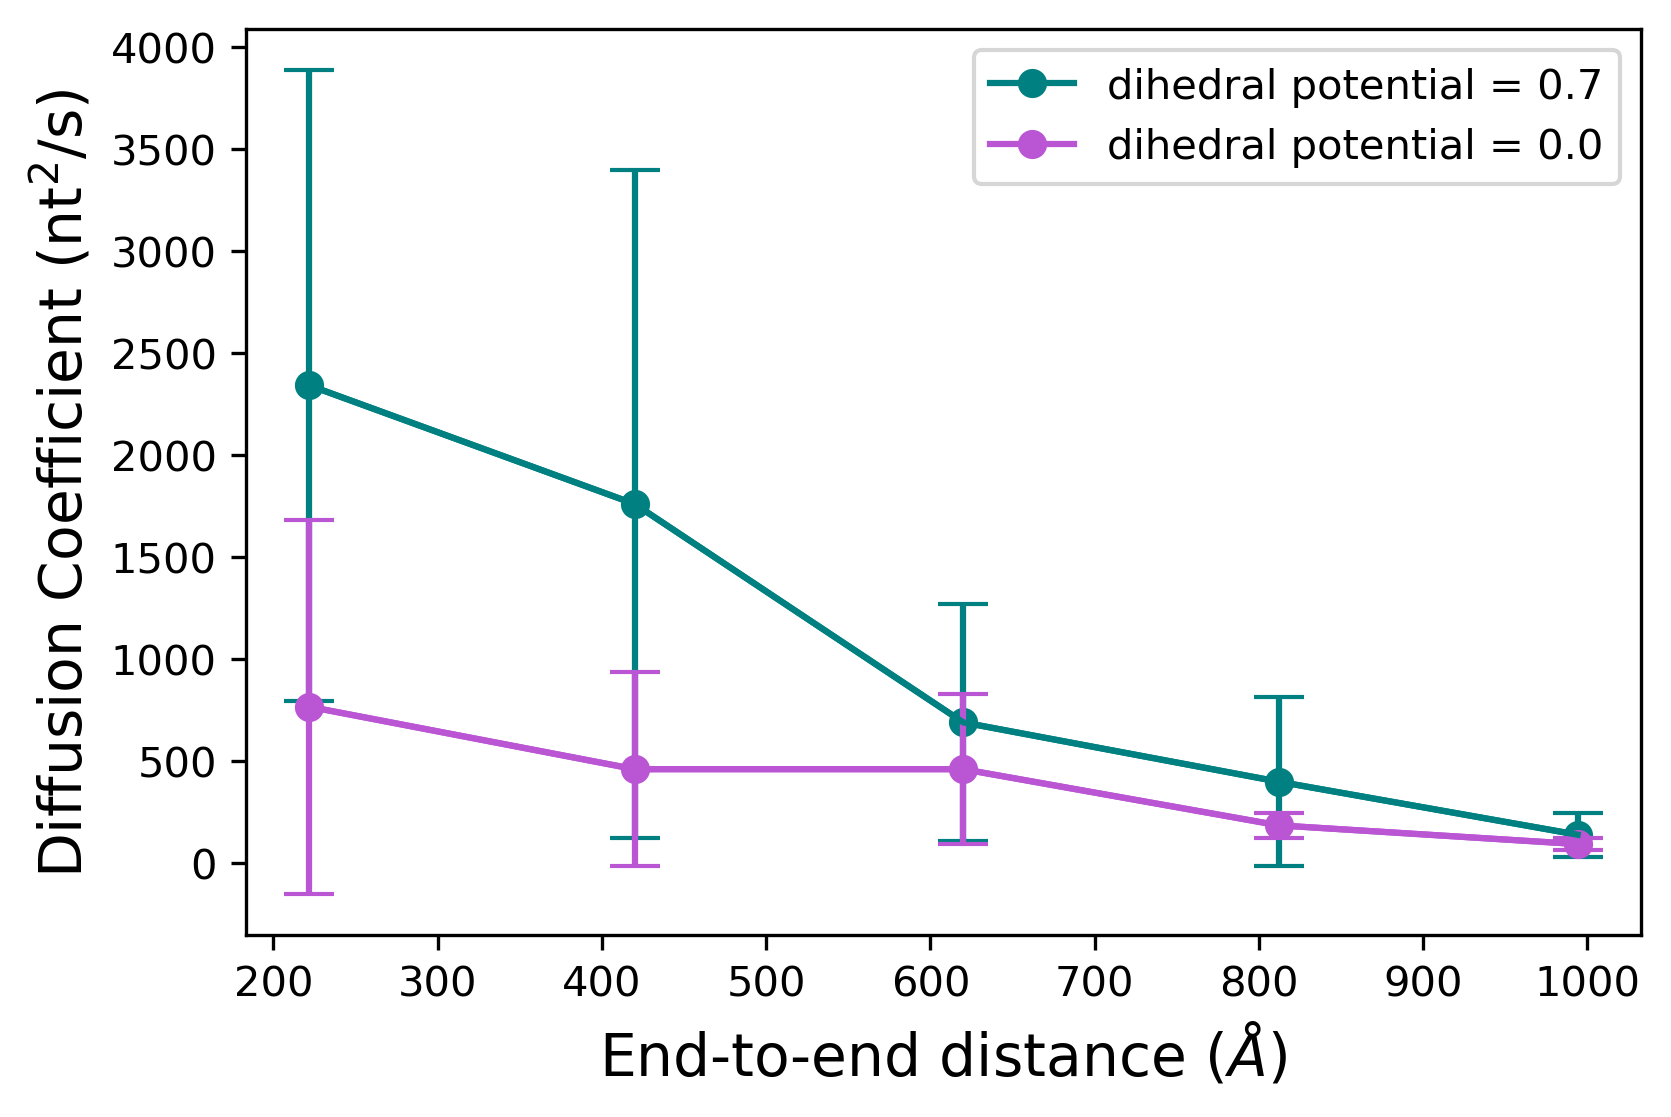 4000
3500
3000
2500
2000
1500
1000
500
0
Diffusion Coefficient (nt²/s)
dihedral potential = 0.7
dihedral potential = 0.0
200 300 400 500 600 700 800 900 1000
End-to-end distance (Å)